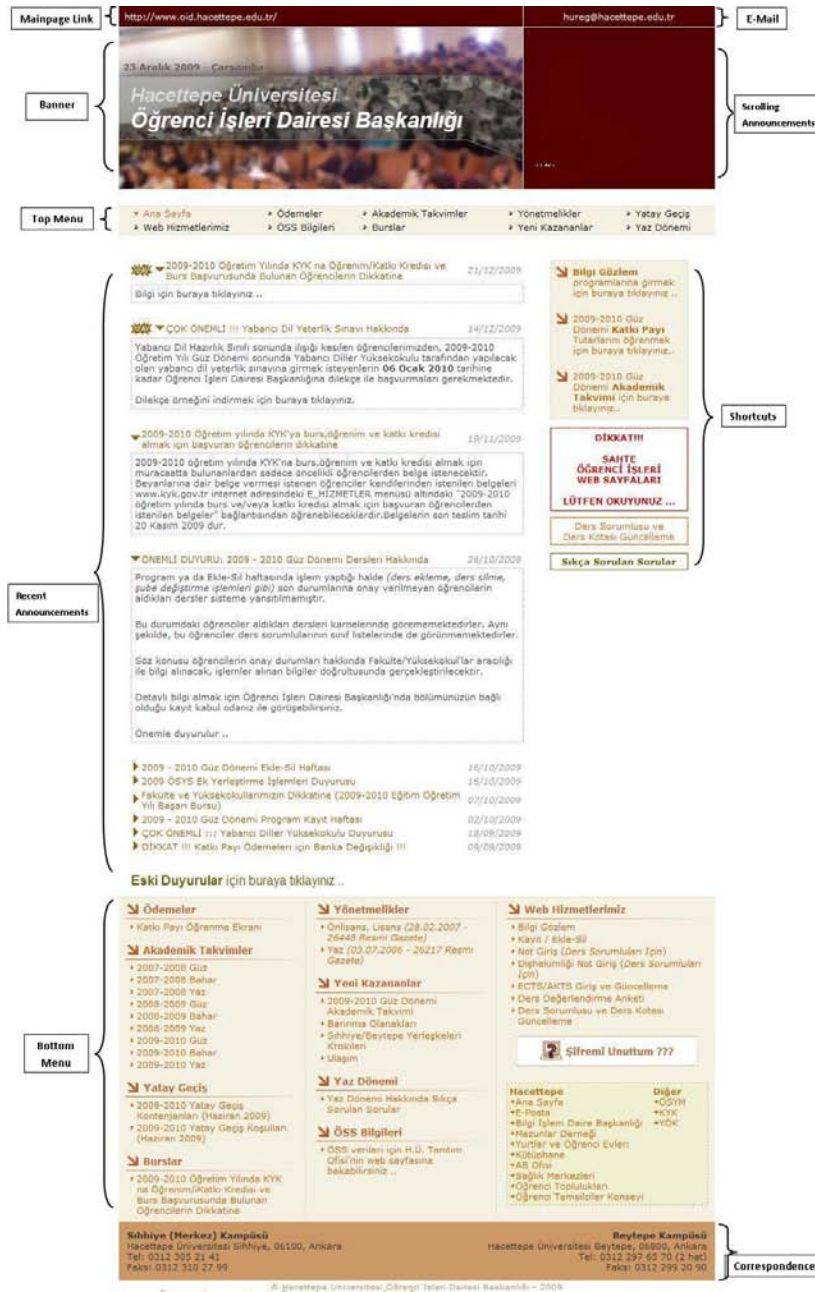 Mainpage Link
http://www.oid.hacettepe.edu.tr/
hureg@hacettepe.edu.tr
E-Mail
Banner
23 Aralık 2009 - Çarşamba
Hacettepe Üniversitesi
Öğrenci İşleri Dairesi Başkanlığı
Scrolling
Announcements
Top Menu
Ana Sayfa
Ödemeler
Akademik Takvimler
Yönetmelikler
Yatay Geçiş
Web Hizmetlerimiz
ÖSS Bilgileri
Burslar
Yeni Kazananlar
Yaz Dönemi
Recent
Announcements
2009-2010 Öğretim Yılında KYK na Öğrenim/Katkı Kredisi ve
Burs Başvurusunda Bulunan Öğrencilerin Dikkatine
21/12/2009
Bilgi için buraya tıklayınız ..
ÇOK ÖNEMLİ !!! Yabancı Dil Yeterlik Sınavı Hakkında
14/12/2009
Yabancı Dil Hazırlık Sınıfı sonunda ilişiği kesilen öğrencilerimizden, 2009-2010
Öğretim Yılı Güz Dönemi sonunda Yabancı Diller Yüksekokulu tarafından yapılacak
olan yabancı dil yeterlik sınavına girmek isteyenlerin 06 Ocak 2010 tarihine
kadar Öğrenci İşleri Dairesi Başkanlığına dilekçe ile başvurmaları gerekmektedir.
Dilekçe örneğini indirmek için buraya tıklayınız.
2009-2010 Öğretim yılında KYK'ya burs,öğrenim ve katkı kredisi
almak için başvuran öğrencilerin dikkatine
19/11/2009
2009-2010 öğretim yılında KYK'na burs,öğrenim ve katkı kredisi almak için
müracaatta bulunanlardan sadece öncelikli öğrencilerden belge istenecektir.
Beyanlarına dair belge vermesi istenen öğrenciler kendilerinden istenilen belgeleri
www.kyk.gov.tr internet adresindeki E_HİZMETLER menüsü altındaki "2009-2010
öğretim yılında burs ve/veya katkı kredisi almak için başvuran öğrencilerden
istenilen belgeler" bağlantısından öğrenebileceklerdir.Belgelerin son teslim tarihi
20 Kasım 2009 dur.
ÖNEMLİ DUYURU: 2009 - 2010 Güz Dönemi Dersleri Hakkında
26/10/2009
Program ya da Ekle-Sil haftasında işlem yaptığı halde (ders ekleme, ders silme,
şube değiştirme işlemleri gibi) son durumlarına onay verilmeyen öğrencilerin
aldıkları dersler sisteme yansıtılmamıştır.
Bu durumdaki öğrenciler aldıkları dersleri karnelerinde görememektedirler. Aynı
şekilde, bu öğrenciler ders sorumlularının sınıf listelerinde de görünmemektedirler.
Söz konusu öğrencilerin onay durumları hakkında Fakülte/Yüksekokul'lar aracılığı
ile bilgi alınacak, işlemler alınan bilgiler doğrultusunda gerçekleştirilecektir.
Detaylı bilgi almak için Öğrenci İşleri Dairesi Başkanlığı'nda bölümünüzün bağlı
olduğu kayıt kabul odanız ile görüşebilirsiniz.
Önemle duyurulur ..
2009 - 2010 Güz Dönemi Ekle-Sil Haftası 16/10/2009
2009 ÖSYS Ek Yerleştirme İşlemleri Duyurusu 16/10/2009
Fakülte ve Yüksekokullarımızın Dikkatine (2009-2010 Eğitim Öğretim
Yılı Başarı Bursu) 07/10/2009
2009 - 2010 Güz Dönemi Program Kayıt Haftası 02/10/2009
ÇOK ÖNEMLİ !!! Yabancı Diller Yüksekokulu Duyurusu 18/09/2009
DİKKAT !!! Katkı Payı Ödemeleri için Banka Değişikliği !!! 09/09/2009
Eski Duyurular için buraya tıklayınız ..
Bilgi Gözlem
programlarına girmek
için buraya tıklayınız ..
2009-2010 Güz
Dönemi Katkı Payı
Tutarlarını öğrenmek
için buraya tıklayınız..
2009-2010 Güz
Dönemi Akademik
Takvimi için buraya
tıklayınız..
Shortcuts
DİKKAT!!!
SAHTE
ÖĞRENCİ İŞLERİ
WEB SAYFALARI
LÜTFEN OKUYUNUZ ...
Ders Sorumlusu ve
Ders Kotası Güncelleme
Sıkça Sorulan Sorular
Bottom
Menu
Ödemeler
Katkı Payı Öğrenme Ekranı
Akademik Takvimler
2007-2008 Güz
2007-2008 Bahar
2007-2008 Yaz
2008-2009 Güz
2008-2009 Bahar
2008-2009 Yaz
2009-2010 Güz
2009-2010 Bahar
2009-2010 Yaz
Yatay Geçiş
2009-2010 Yatay Geçiş
Kontenjanları (Haziran 2009)
2009-2010 Yatay Geçiş Koşulları
(Haziran 2009)
Burslar
2009-2010 Öğretim Yılında KYK
na Öğrenim/iKatkı Kredisi ve
Burs Başvurusunda Bulunan
Öğrencilerin Dikkatine
Yönetmelikler
Önlisans, Lisans (28.02.2007 -
26448 Resmi Gazete)
Yaz (03.07.2006 - 26217 Resmi
Gazete)
Yeni Kazananlar
2009-2010 Güz Dönemi
Akademik Takvimi
Barınma Olanakları
Sıhhiye/Beytepe Yerleşkeleri
Krokileri
Ulaşım
Yaz Dönemi
Yaz Dönemi Hakkında Sıkça
Sorulan Sorular
ÖSS Bilgileri
ÖSS verileri için H.Ü. Tanıtım
Ofisi'nin web sayfasına
bakabilirsiniz ..
Web Hizmetlerimiz
Bilgi Gözlem
Kayıt / Ekle-Sil
Not Giriş (Ders Sorumluları İçin)
Dişhekimliği Not Giriş (Ders Sorumluları
İçin)
ECTS/AKTS Giriş ve Güncelleme
Ders Değerlendirme Anketi
Ders Sorumlusu ve Ders Kotası
Güncelleme
Şifremi Unuttum ???
Hacettepe
Ana Sayfa
E-Posta
Bilgi İşlem Daire Başkanlığı
Mezunlar Derneği
Yurtlar ve Öğrenci Evleri
Kütüphane
AB Ofisi
Sağlık Merkezleri
Öğrenci Toplulukları
Öğrenci Temsilciler Konseyi
Diğer
ÖSYM
KYK
YÖK
Sıhhiye (Merkez) Kampüsü
Hacettepe Üniversitesi Sıhhiye, 06100, Ankara
Tel: 0312 305 21 41
Faks: 0312 310 27 99
Beytepe Kampüsü
Hacettepe Üniversitesi Beytepe, 06800, Ankara
Tel: 0312 297 65 70 (2 hat)
Faks: 0312 299 20 90
Correspondence
© Hacettepe Üniversitesi Öğrenci İşleri Dairesi Başkanlığı - 2009